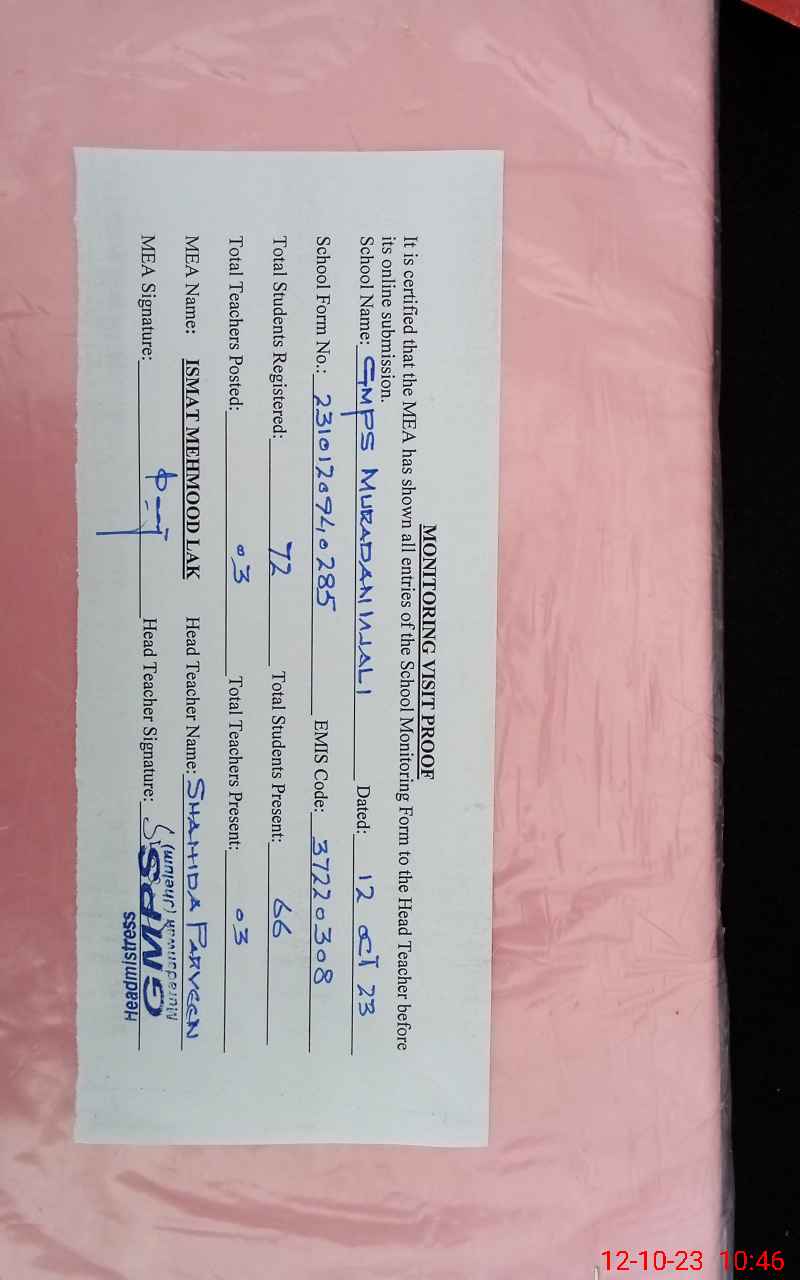 MONITORING VISIT PROOF
It is certified that the MEA has shown all entries of the School Monitoring Form to the Head Teacher before
its online submission.
School Name: GMPS MURADANWALI Dated: 12 OCT 23
School Form No.: 2310120940285 EMIS Code: 37220308
Total Students Registered: 72 Total Students Present: 66
Total Teachers Posted: 03 Total Teachers Present: 03
MEA Name: ISMAT MEHMOOD LAK Head Teacher Name: SHAHIDA PARVEEN
MEA Signature: Head Teacher Signature:
Headmistress
GMPS
(Jhelum)
12-10-23 10:46